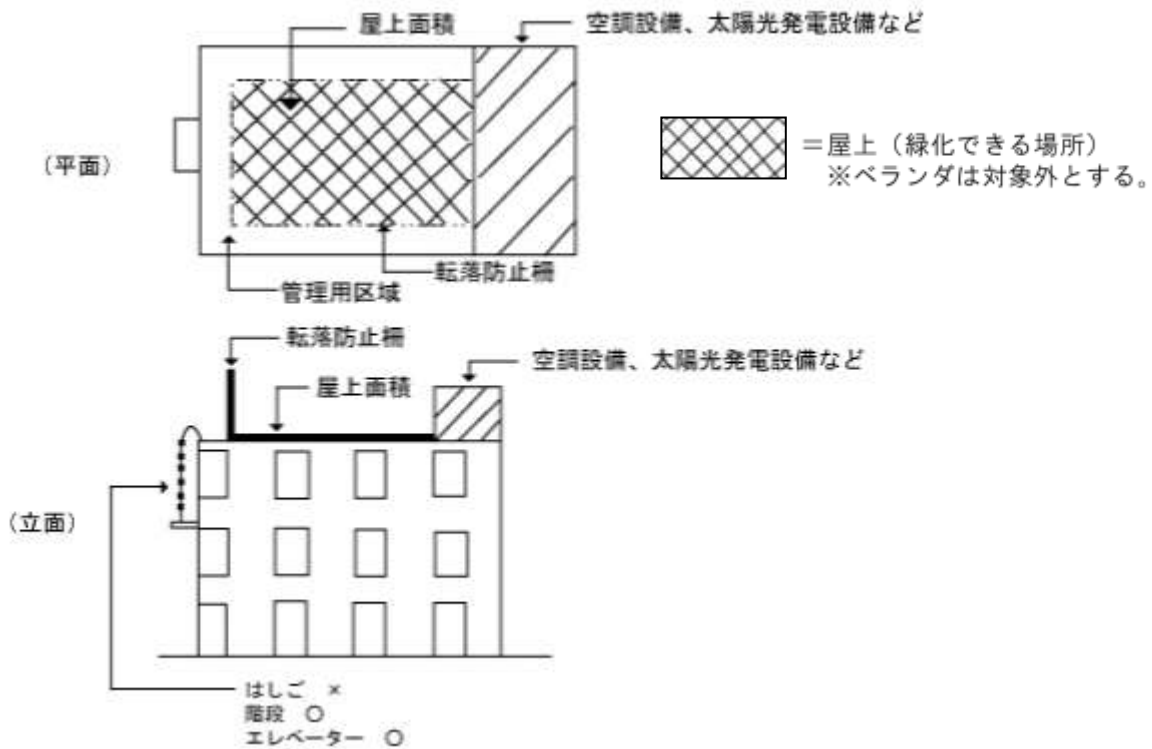 屋上面積
空調設備、太陽光発電設備など
(平面)
＝屋上（緑化できる場所）
※ベランダは対象外とする。
転落防止柵
管理用区域
転落防止柵
空調設備、太陽光発電設備など
屋上面積
(立面)
はしご　×
階段　○
エレベーター　○